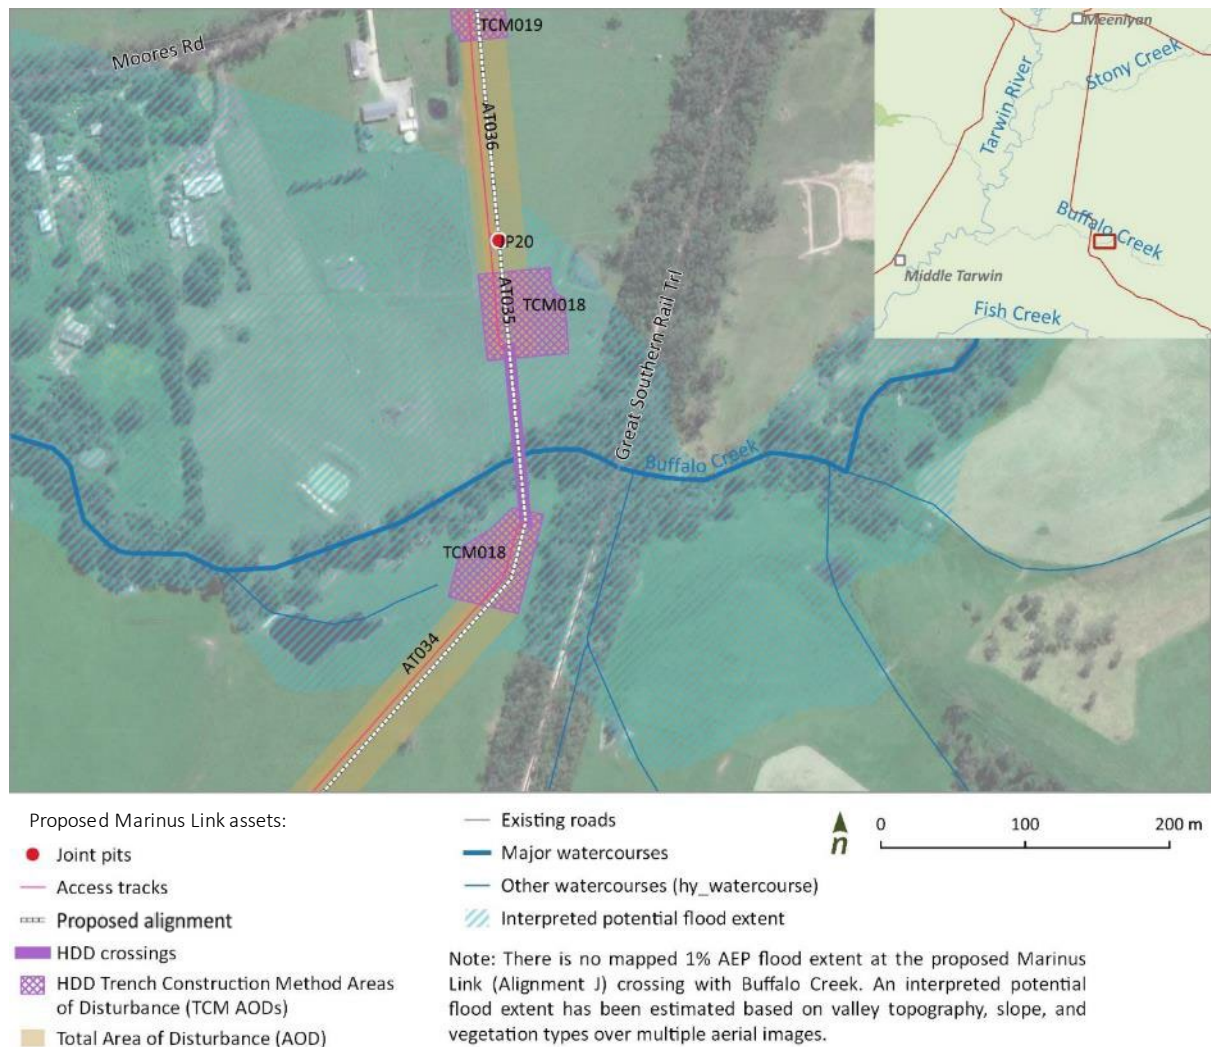 TCM019
Moores Rd
AT036
JP20
AT035
TCM018
Great Southern Rail Trl
Buffalo Creek
TCM018
AT034
Meeniyan
Stony Creek
Tarwin River
Buffalo Creek
Middle Tarwin
Fish Creek
Proposed Marinus Link assets:
Joint pits
Access tracks
Proposed alignment
HDD crossings
HDD Trench Construction Method Areas
of Disturbance (TCM AODs)
Total Area of Disturbance (AOD)
Existing roads
Major watercourses
Other watercourses (hy_watercourse)
Interpreted potential flood extent
n
0 100 200 m
Note: There is no mapped 1% AEP flood extent at the proposed Marinus
Link (Alignment J) crossing with Buffalo Creek. An interpreted potential
flood extent has been estimated based on valley topography, slope, and
vegetation types over multiple aerial images.